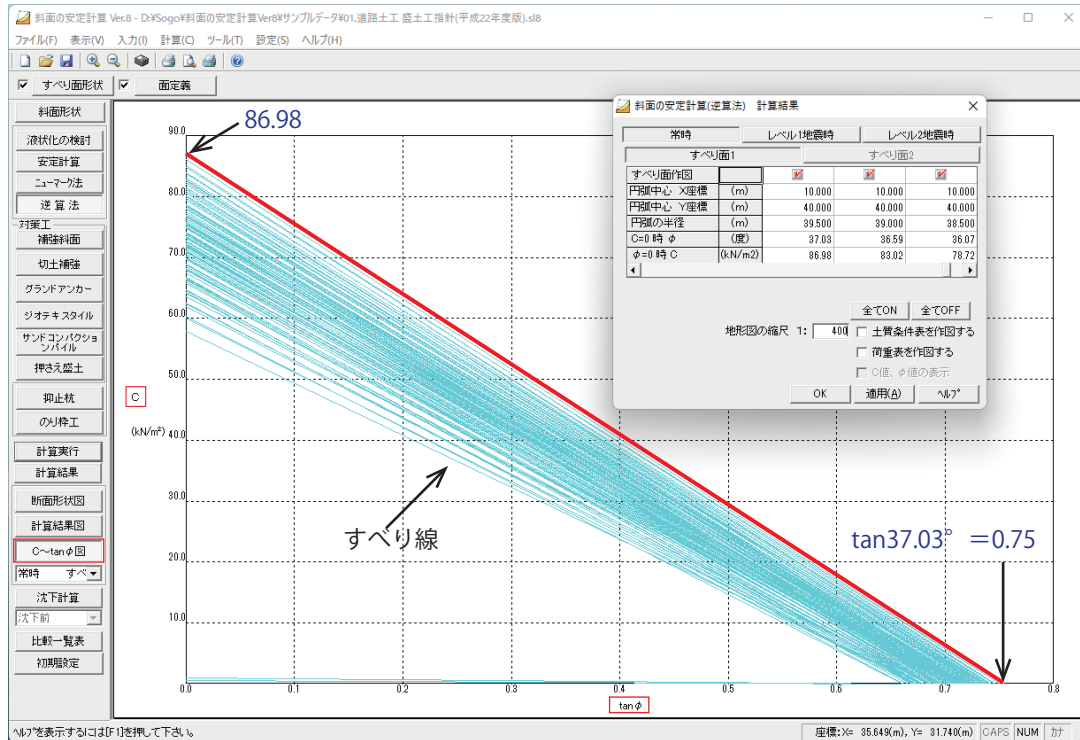 斜面の安定計算 Ver.8 - D:¥Sogo¥斜面の安定計算Ver8¥サンプルデータ¥01.道路土工 盛土工指針(平成22年度版).sl8
ファイル(F) 表示(V) 入力(I) 計算(C) ツール(T) 設定(S) ヘルプ(H)
すべり面形状 面定義
斜面形状
液状化の検討
安定計算
ニューマーク法
逆算法
対策工
補強斜面
切土補強
グランドアンカー
ジオテキスタイル
サンドコンパクションパイル
押さえ盛土
抑止杭
のり枠工
計算実行
計算結果
断面形状図
計算結果図
C～tanφ図
常時 すべ
沈下計算
沈下前
比較一覧表
初期設定
86.98
90.0
80.0
70.0
60.0
50.0
C
(kN/m²)
40.0
30.0
20.0
10.0
0.0 0.1 0.2 0.3 0.4 0.5 0.6 0.7 0.8
tanφ
すべり線
tan37.03° ＝0.75
斜面の安定計算(逆算法) 計算結果
常時 レベル1地震時 レベル2地震時
すべり面1 すべり面2
すべり面作図
円弧中心 X座標 (m) 10.000 10.000 10.000
円弧中心 Y座標 (m) 40.000 40.000 40.000
円弧の半径 (m) 39.500 39.000 38.500
C=0 時 φ (度) 37.03 36.59 36.07
φ=0 時 C (kN/m2) 86.98 83.02 78.72
全てON 全てOFF
地形図の縮尺 1: 400 土質条件表を作図する
荷重表を作図する
C値、φ値の表示
OK 適用(A) ヘルプ
ヘルプを表示するには[F1]を押して下さい。
座標:X= 35.649(m), Y= 31.740(m) CAPS NUM カナ